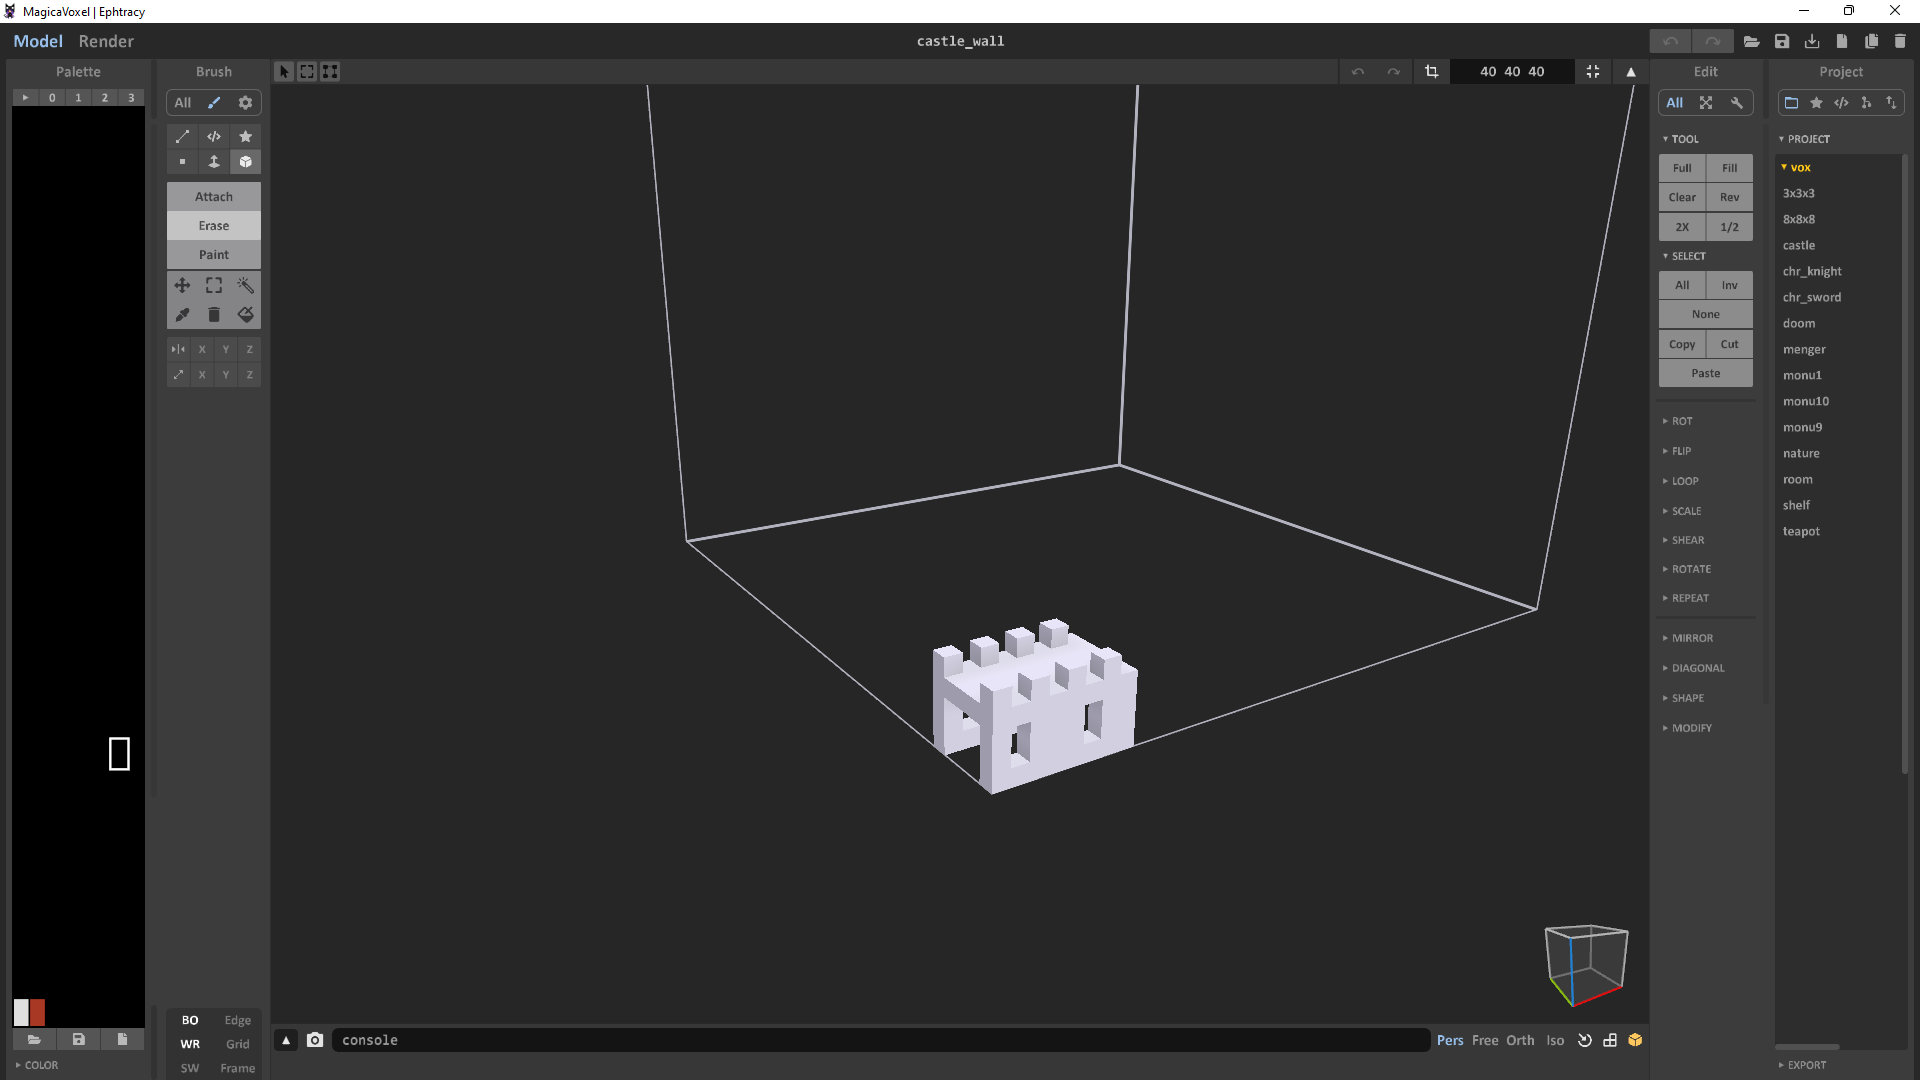 MagicaVoxel | Ephtracy
Model Render
castle_wall
Palette
Brush
40 40 40
Edit
Project
0 1 2 3
All
All
TOOL
PROJECT
Full Fill
vox
Attach
Clear Rev
3x3x3
Erase
2X 1/2
8x8x8
Paint
SELECT
castle
All Inv
chr_knight
None
chr_sword
X Y Z
Copy Cut
doom
X Y Z
Paste
menger
monu1
ROT
monu10
FLIP
monu9
LOOP
nature
SCALE
room
SHEAR
shelf
ROTATE
teapot
REPEAT
MIRROR
DIAGONAL
SHAPE
MODIFY
BO Edge
WR Grid
SW Frame
console
Pers Free Orth Iso
COLOR
EXPORT